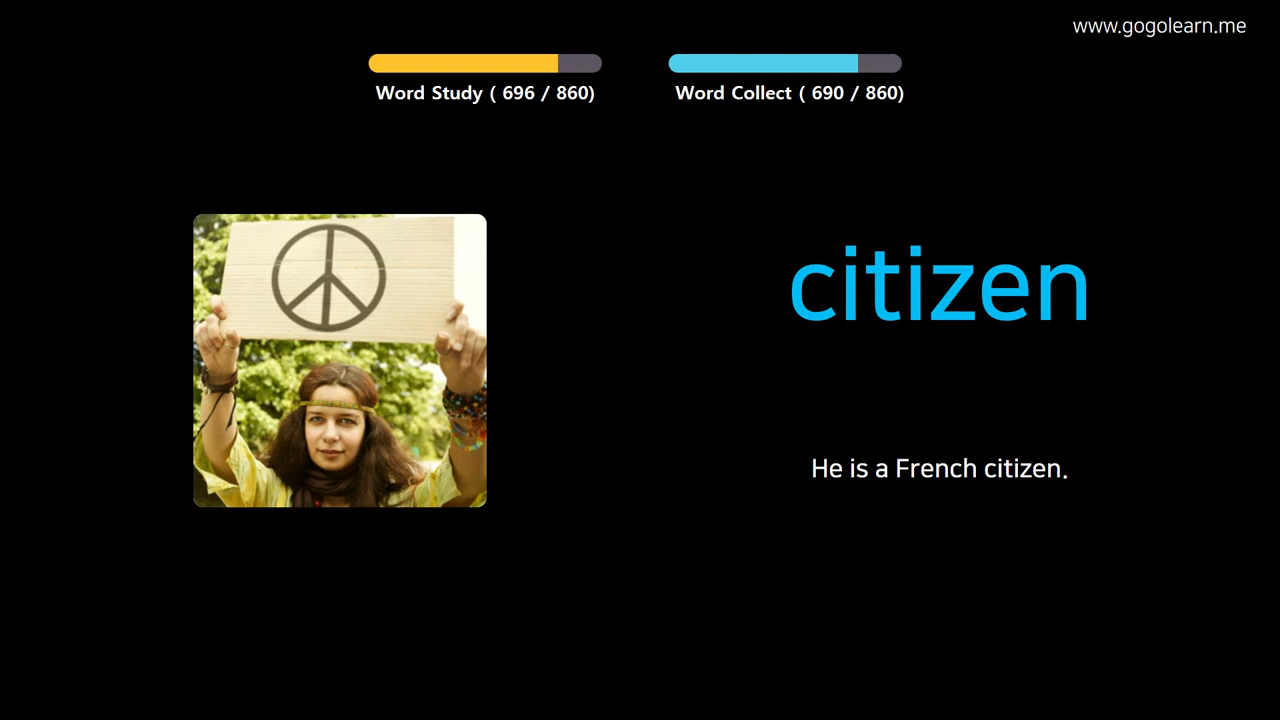 www.gogolearn.me
Word Study ( 696 / 860)
Word Collect ( 690 / 860)
citizen
He is a French citizen.